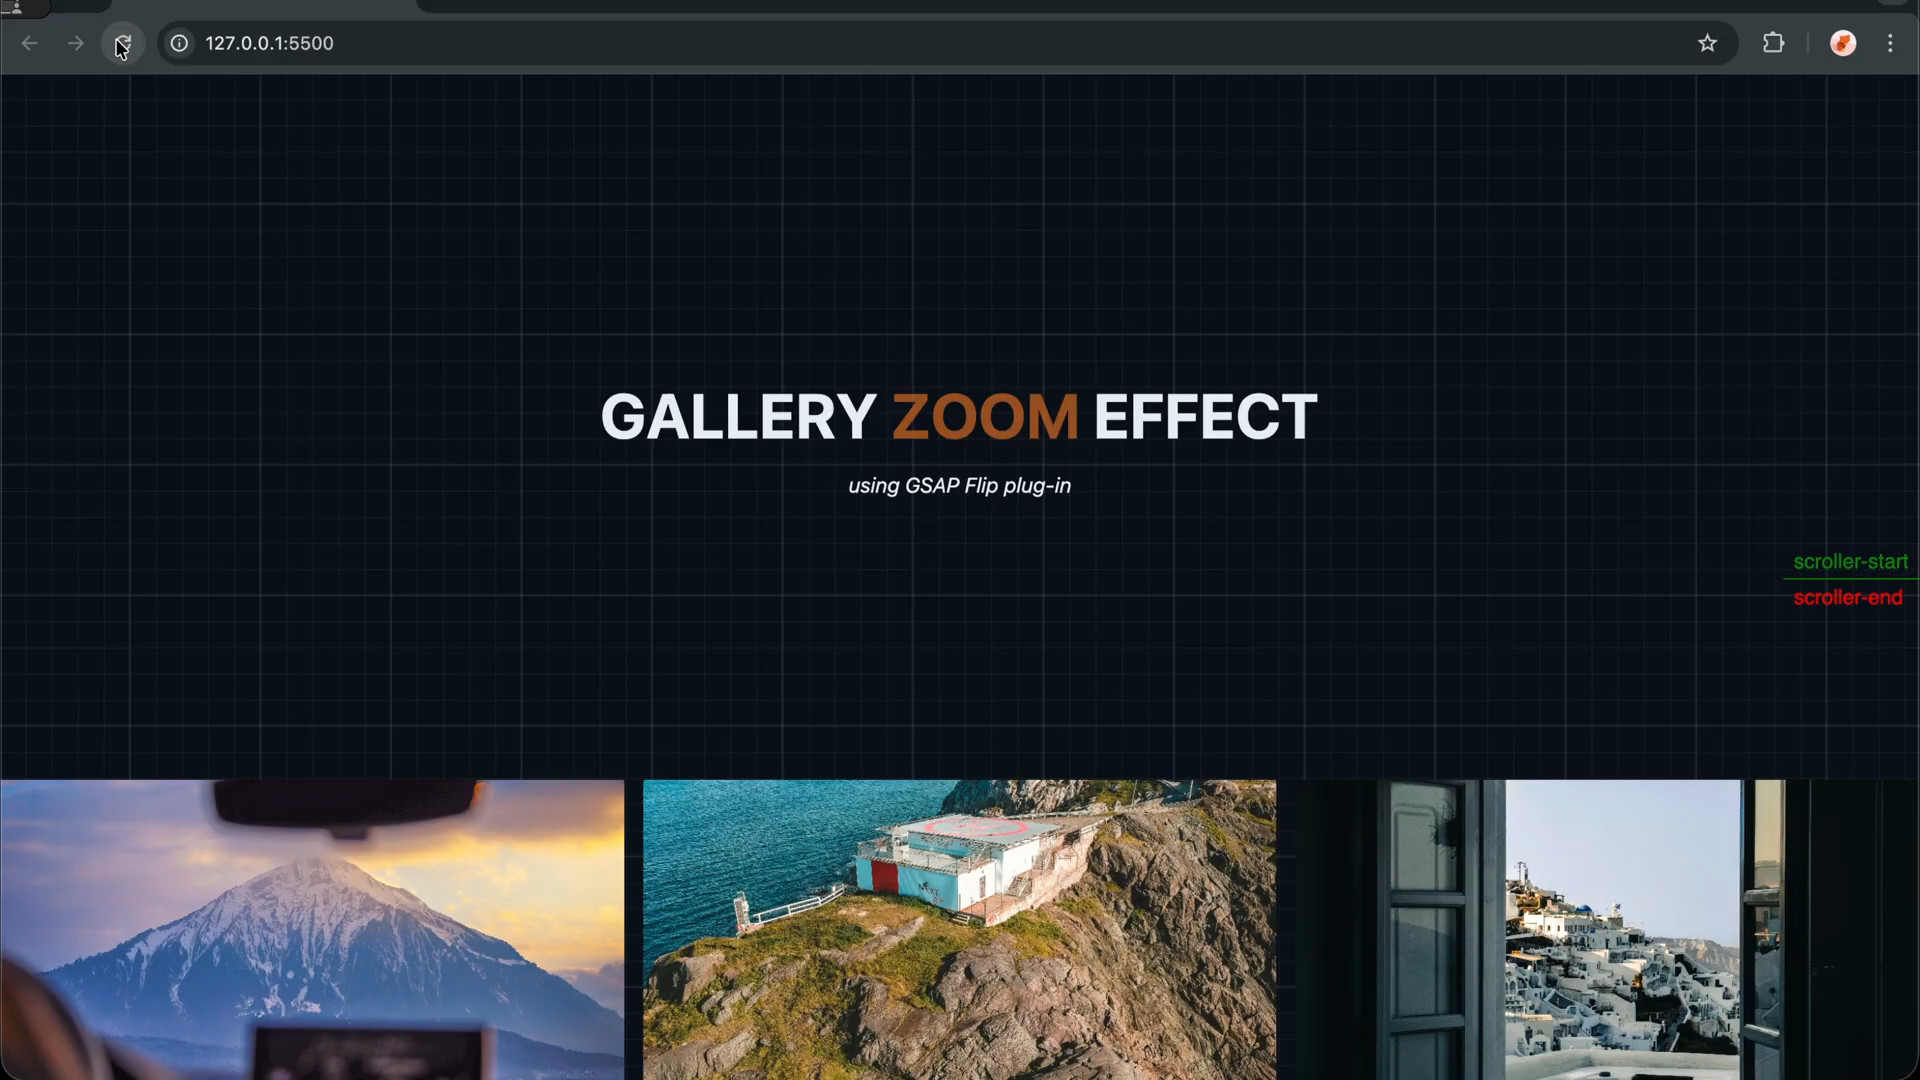 127.0.0.1:5500
GALLERY ZOOM EFFECT
using GSAP Flip plug-in
scroller-start
scroller-end